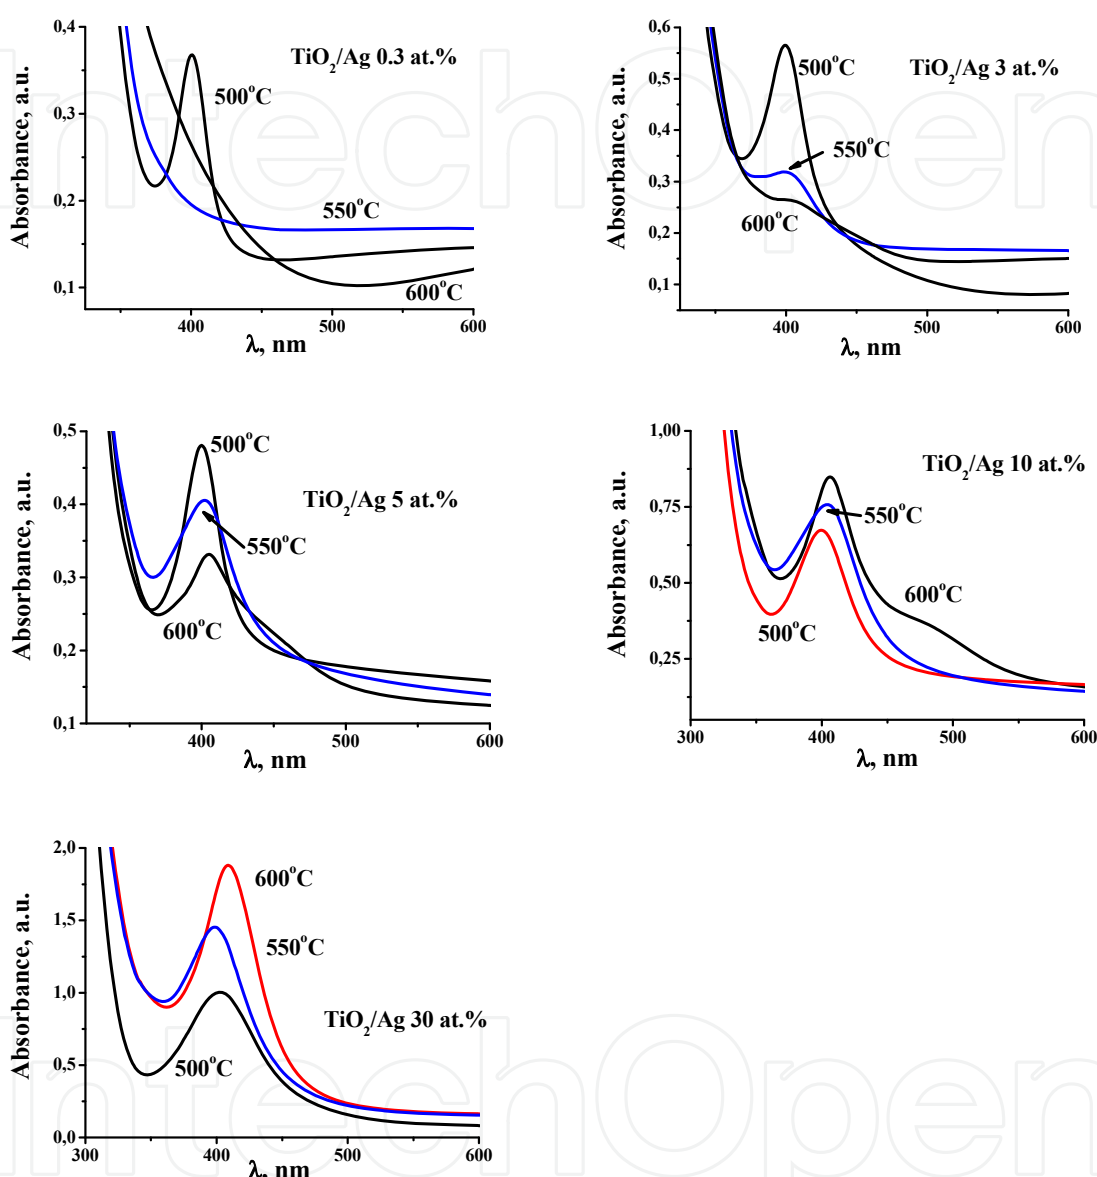 TiO2/Ag 0.3 at.%
Absorbance, a.u.
0,4
0,3
0,2
0,1
500°C
550°C
600°C
400
500
600
λ, nm
TiO2/Ag 3 at.%
Absorbance, a.u.
0,6
0,5
0,4
0,3
0,2
0,1
500°C
550°C
600°C
400
500
600
λ, nm
TiO2/Ag 5 at.%
Absorbance, a.u.
0,5
0,4
0,3
0,2
0,1
500°C
550°C
600°C
400
500
600
λ, nm
TiO2/Ag 10 at.%
Absorbance, a.u.
1,00
0,75
0,50
0,25
550°C
600°C
500°C
300
400
500
600
λ, nm
TiO2/Ag 30 at.%
Absorbance, a.u.
2,0
1,5
1,0
0,5
0,0
600°C
550°C
500°C
300
400
500
600
λ, nm
IntechOpen
IntechOpen